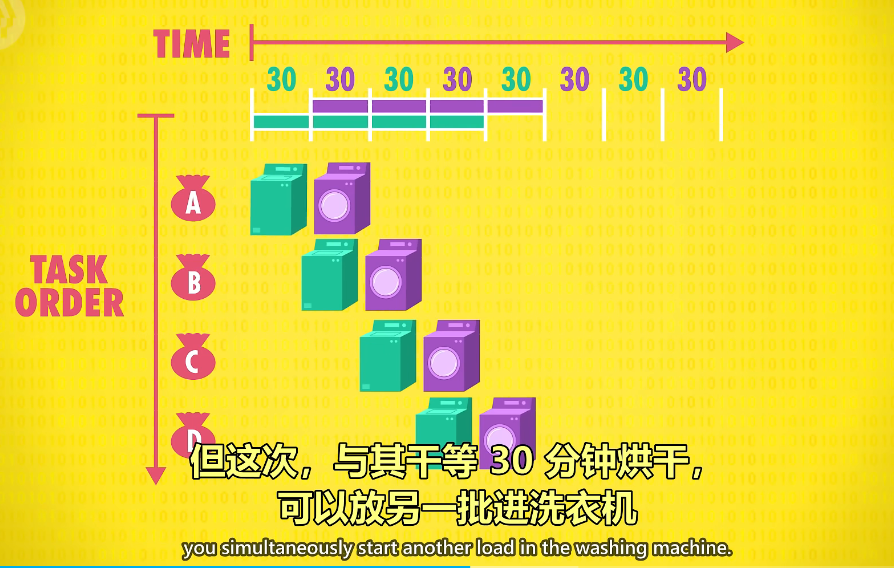 TIME
30 30 30 30 30 30 30 30
A
B
TASK
ORDER
C
D
但这次，与其干等 30 分钟烘干，
可以放另一批进洗衣机
you simultaneously start another load in the washing machine.